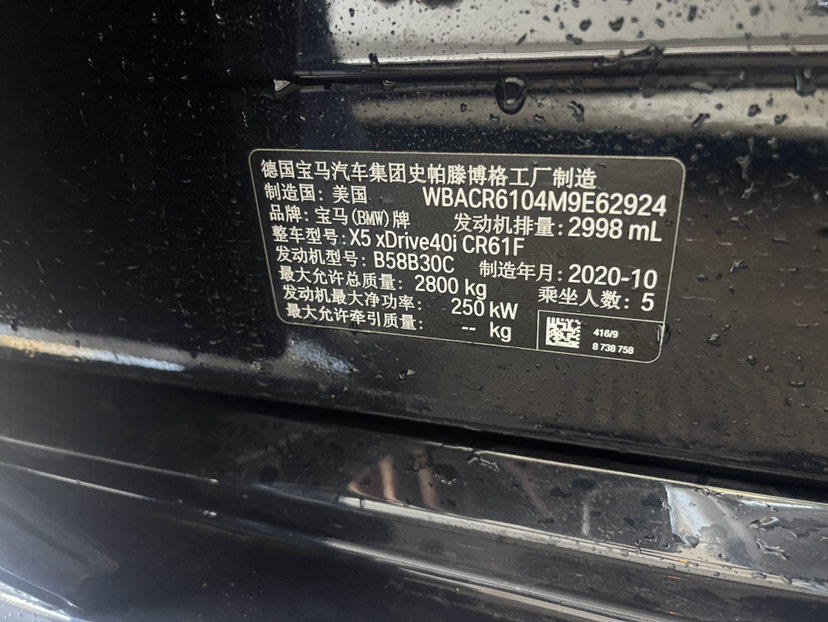 德国宝马汽车集团史帕滕博格工厂制造
制造国: 美国 WBACR6104M9E62924
品牌: 宝马(BMW)牌 发动机排量: 2998 mL
整车型号: X5 xDrive40i CR61F
发动机型号: B58B30C 制造年月: 2020-10
最大允许总质量: 2800 kg 乘坐人数: 5
发动机最大净功率: 250 kW
最大允许牵引质量: -- kg
416/9
8 738 758